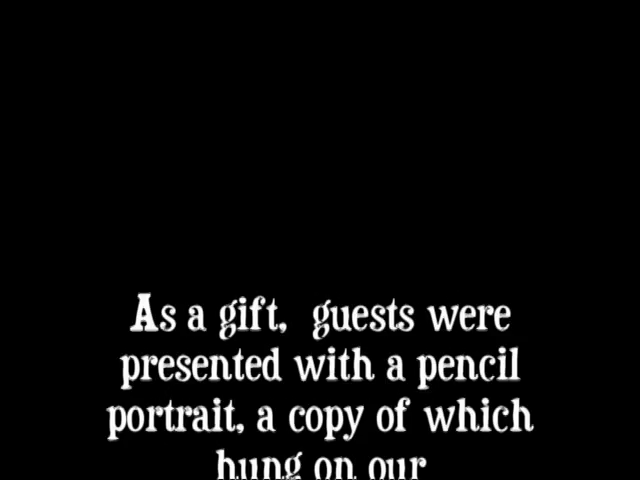 As a gift,  guests were
presented with a pencil
portrait, a copy of which
hung on our